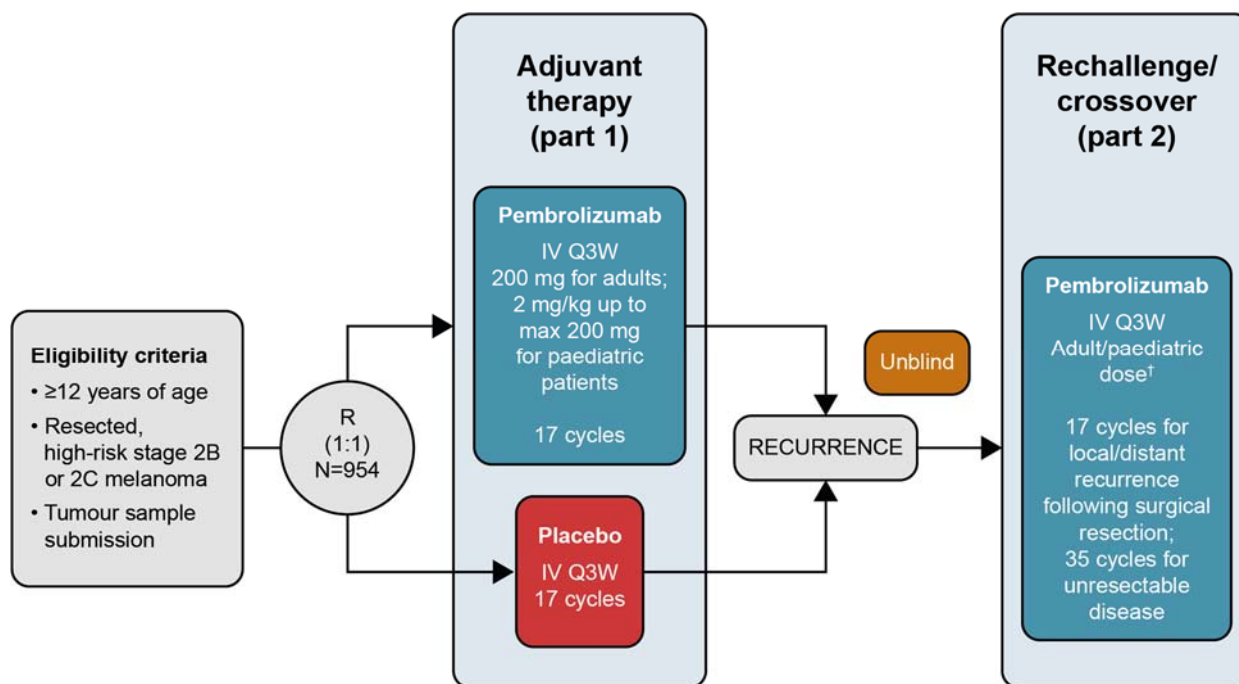 Eligibility criteria
• ≥12 years of age
• Resected,
high-risk stage 2B
or 2C melanoma
• Tumour sample
submission
R
(1:1)
N=954
Adjuvant
therapy
(part 1)
Pembrolizumab
IV Q3W
200 mg for adults;
2 mg/kg up to
max 200 mg
for paediatric
patients
17 cycles
Placebo
IV Q3W
17 cycles
RECURRENCE
Unblind
Rechallenge/
crossover
(part 2)
Pembrolizumab
IV Q3W
Adult/paediatric
dose†
17 cycles for
local/distant
recurrence
following surgical
resection;
35 cycles for
unresectable
disease